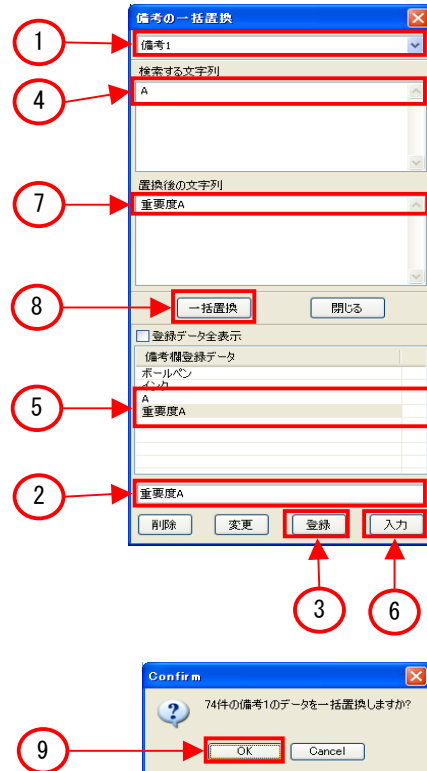 備考の一括置換
1
備考1
検索する文字列
4
A
置換後の文字列
7
重要度A
8
一括置換 閉じる
登録データ全表示
備考欄登録データ
ボールペン
インク
5
A
重要度A
2
重要度A
削除 変更 登録 入力
3 6
Confirm
74件の備考1のデータを一括置換しますか?
9
OK Cancel